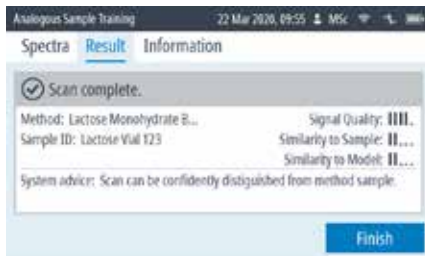 Analogous Sample Training 22 Mar 2020, 09:55 MSc
Spectra Result Information
Scan complete.
Method: Lactose Monohydrate B... Signal Quality:
Sample ID: Lactose Vial 123 Similarity to Sample:
Similarity to Model:
System advice: Scan can be confidently distiguished from method sample.
Finish